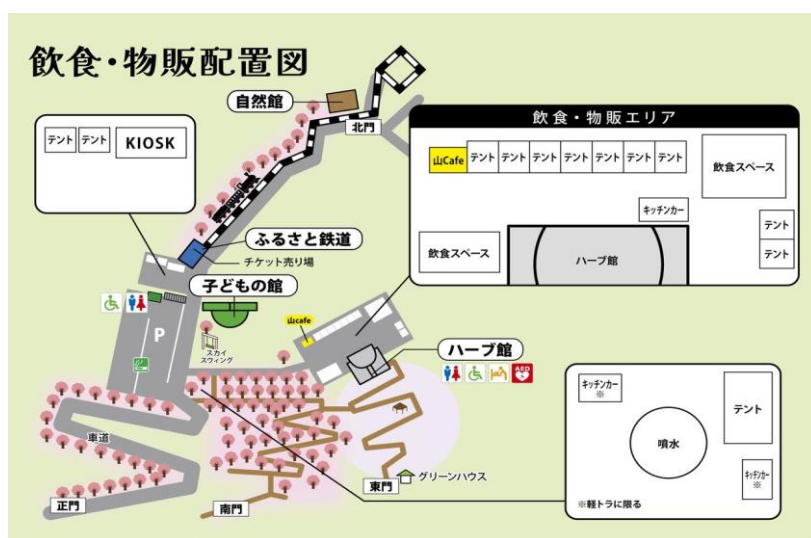 飲食・物販配置図
自然館
北門
テント
テント
KIOSK
飲食・物販エリア
山Cafe
テント
テント
テント
テント
テント
テント
テント
飲食スペース
キッチンカー
テント
テント
飲食スペース
ハーブ館
ふるさと鉄道
チケット売り場
子どもの館
P
スカイ
スウィング
山cafe
ハーブ館
AED
キッチンカー
※
テント
噴水
キッチンカー
※
※軽トラに限る
車道
正門
南門
東門
グリーンハウス